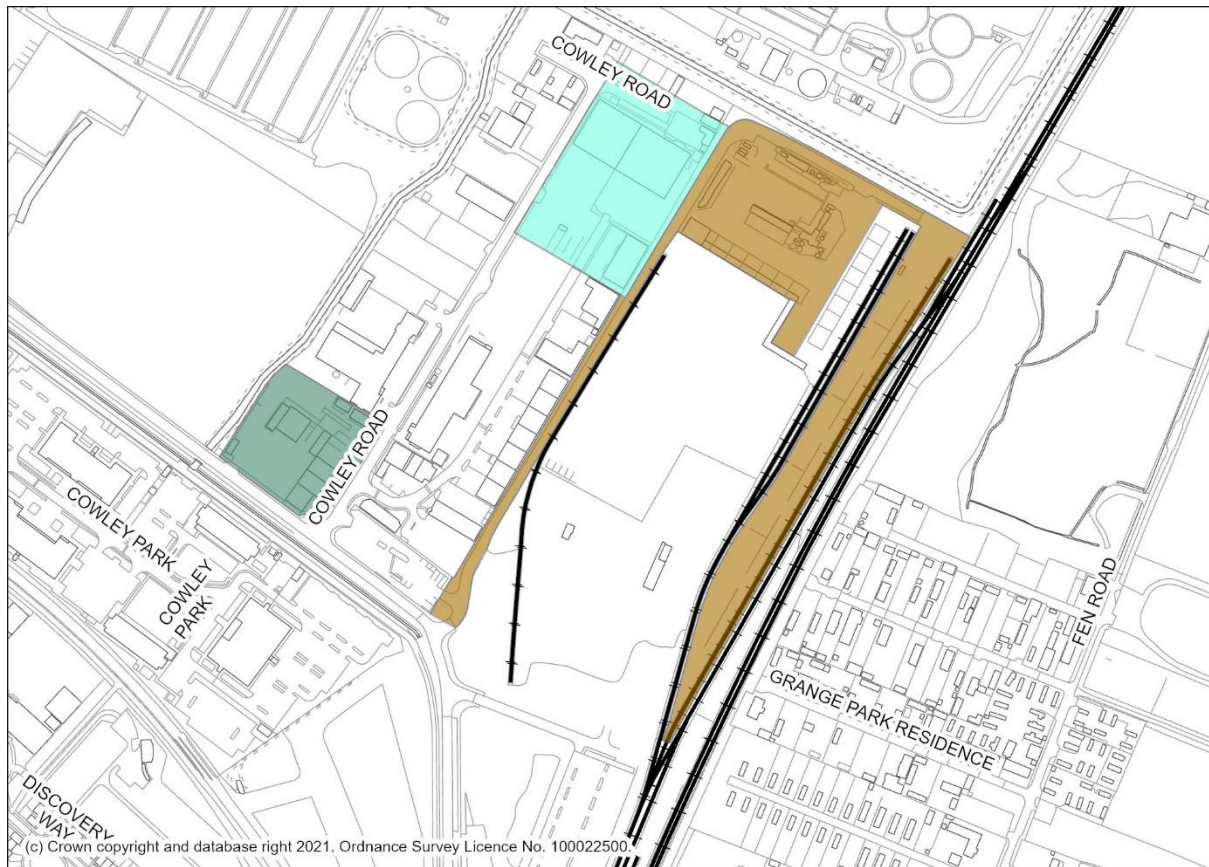 COWLEY ROAD
COWLEY ROAD
COWLEY PARK
COWLEY
PARK
FEN ROAD
GRANGE PARK RESIDENCE
DISCOVERY
WAY
(c) Crown copyright and database right 2021. Ordnance Survey Licence No. 100022500.